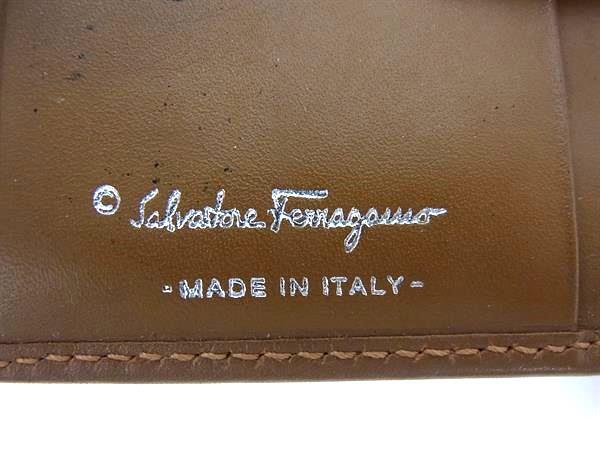 © Salvatore Ferragamo
-MADE IN ITALY-